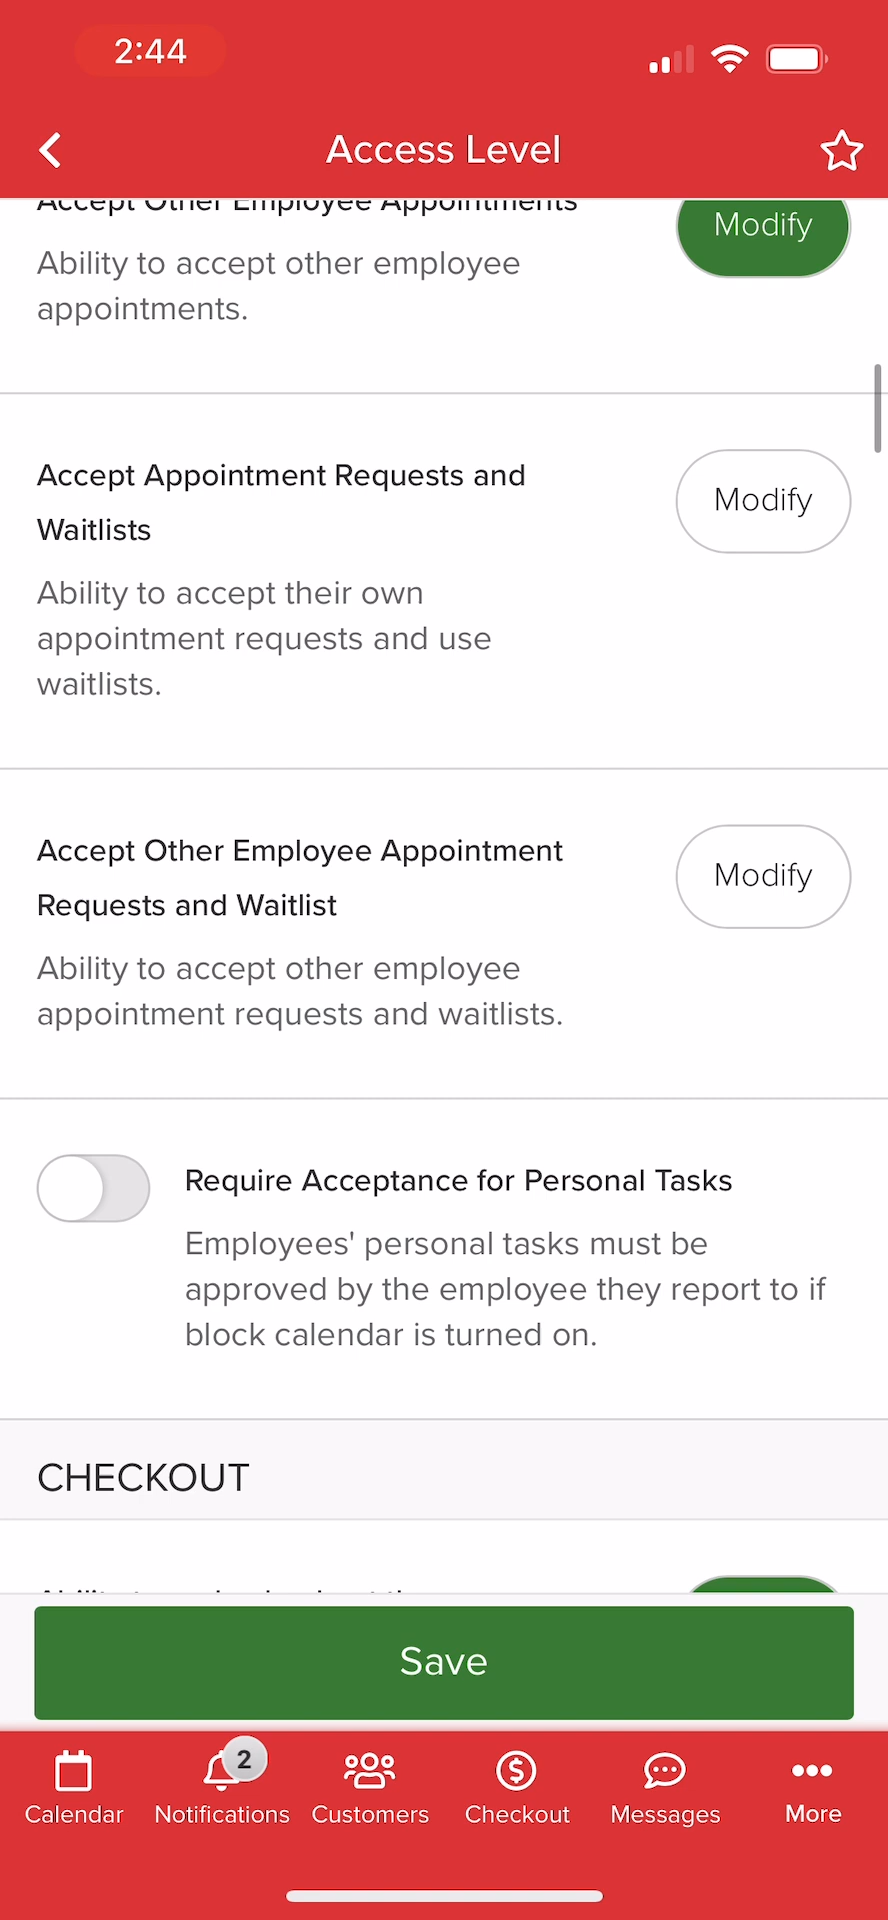 2:44
Access Level
Accept Other Employee Appointments
Modify
Ability to accept other employee
appointments.
Accept Appointment Requests and
Waitlists
Modify
Ability to accept their own
appointment requests and use
waitlists.
Accept Other Employee Appointment
Requests and Waitlist
Modify
Ability to accept other employee
appointment requests and waitlists.
Require Acceptance for Personal Tasks
Employees' personal tasks must be
approved by the employee they report to if
block calendar is turned on.
CHECKOUT
Save
2
Calendar
Notifications
Customers
Checkout
Messages
More